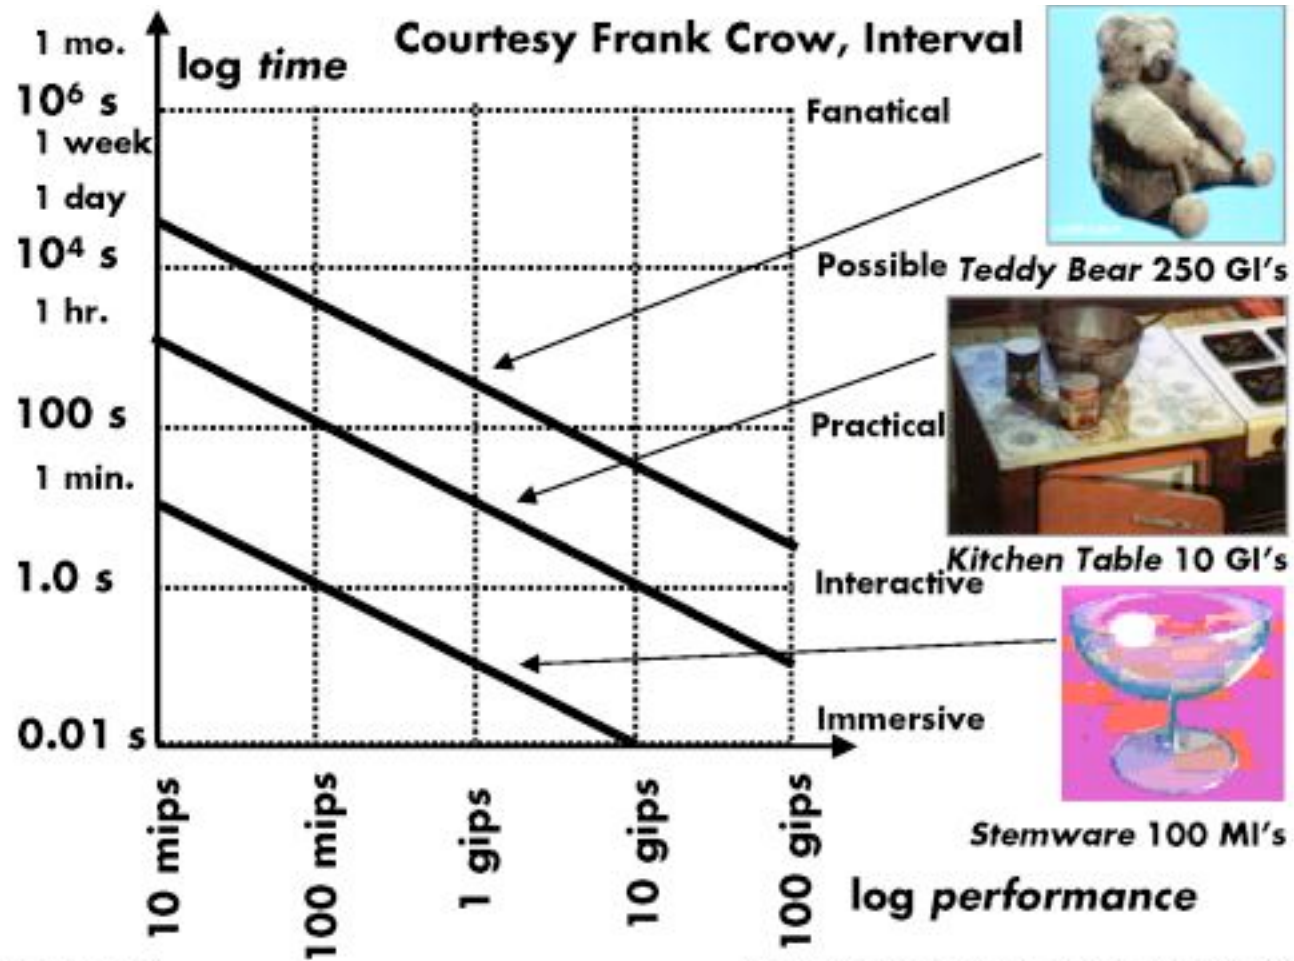 Courtesy Frank Crow, Interval
log time
1 mo.
10⁶ s
1 week
1 day
10⁴ s
1 hr.
100 s
1 min.
1.0 s
0.01 s
Fanatical
Possible
Practical
Interactive
Immersive
Teddy Bear 250 GI's
Kitchen Table 10 GI's
Stemware 100 MI's
10 mips
100 mips
1 gips
10 gips
100 gips
log performance